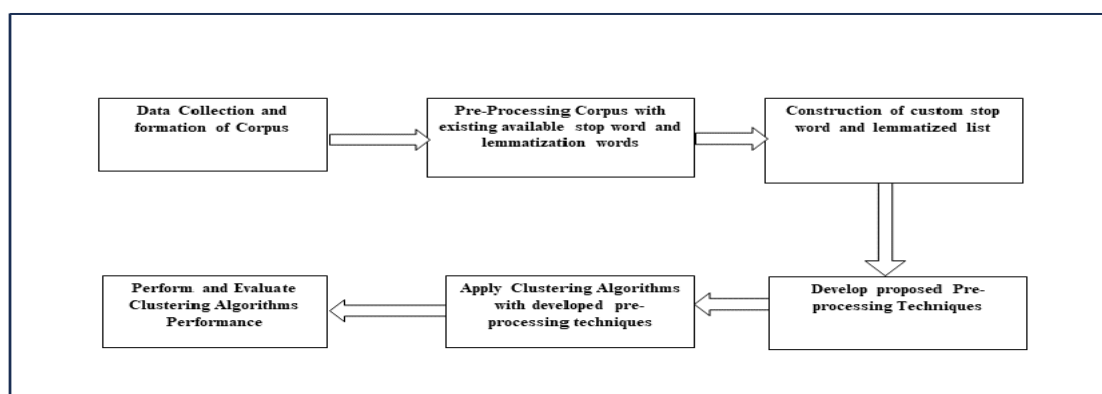 Data Collection and
formation of Corpus
Pre-Processing Corpus with
existing available stop word and
lemmatization words
Construction of custom stop
word and lemmatized list
Develop proposed Pre-
processing Techniques
Apply Clustering Algorithms
with developed pre-
processing techniques
Perform and Evaluate
Clustering Algorithms
Performance